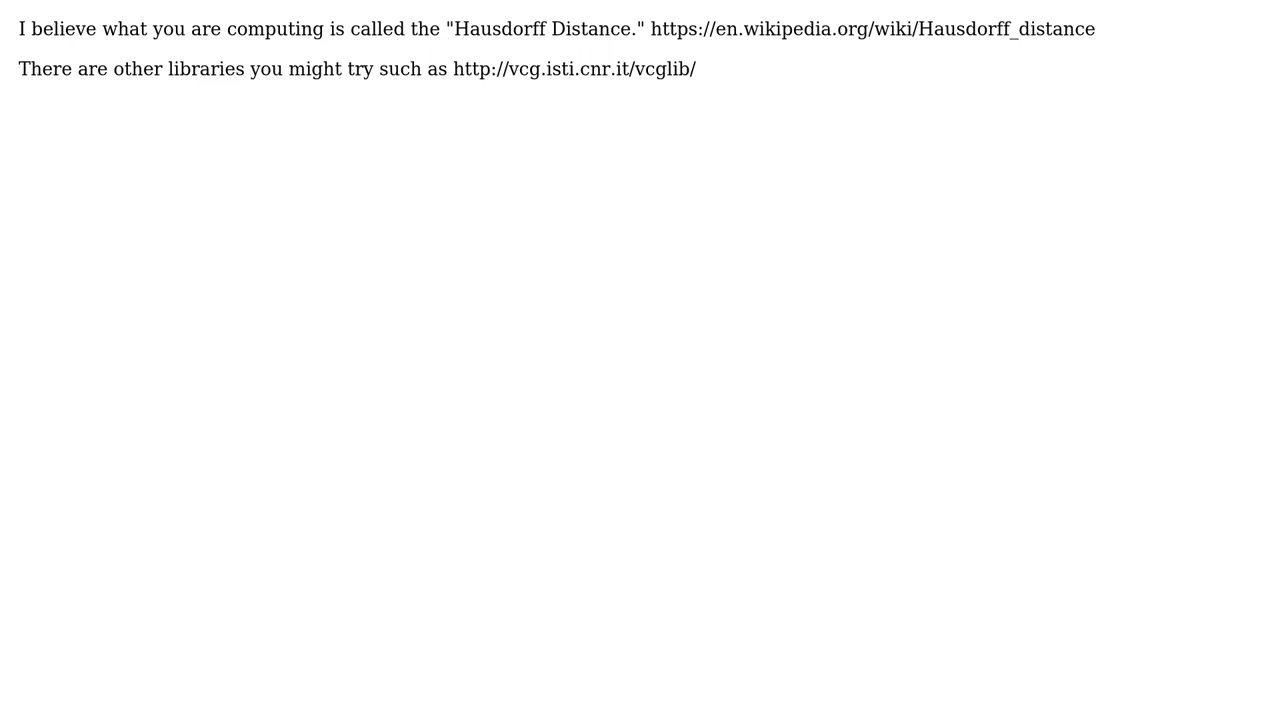 I believe what you are computing is called the "Hausdorff Distance." https://en.wikipedia.org/wiki/Hausdorff_distance
There are other libraries you might try such as http://vcg.isti.cnr.it/vcglib/